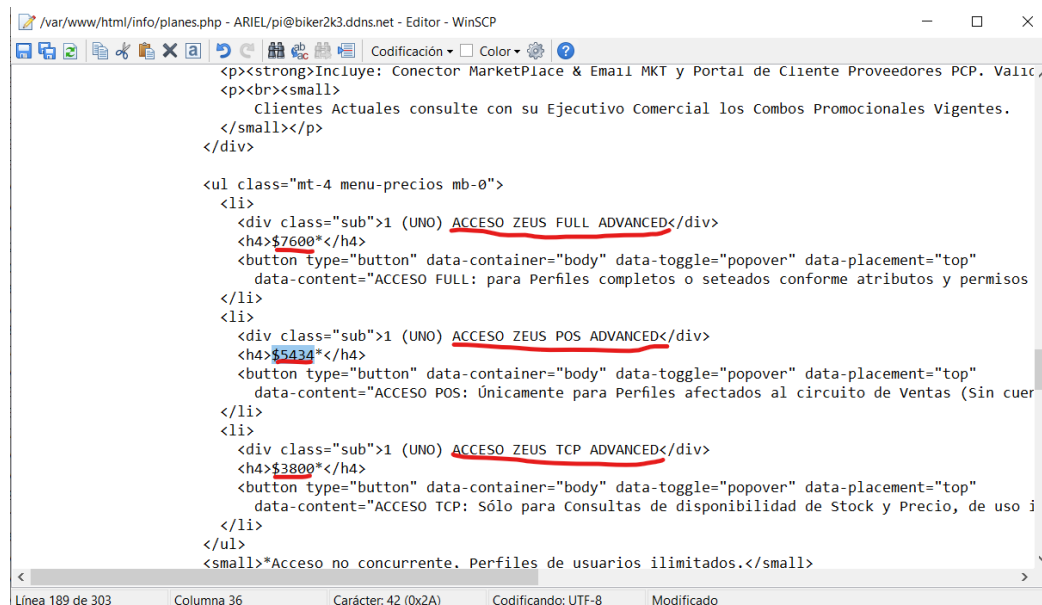 /var/www/html/info/planes.php - ARIEL/pi@biker2k3.ddns.net - Editor - WinSCP
Codificación Color
<p><strong>Incluye: Conector MarketPlace & Email MKT y Portal de Cliente Proveedores PCP. Valic
<p><br><small>
Clientes Actuales consulte con su Ejecutivo Comercial los Combos Promocionales Vigentes.
</small></p>
</div>
<ul class="mt-4 menu-precios mb-0">
<li>
<div class="sub">1 (UNO) ACCESO ZEUS FULL ADVANCED</div>
<h4>$7600*</h4>
<button type="button" data-container="body" data-toggle="popover" data-placement="top"
data-content="ACCESO FULL: para Perfiles completos o seteados conforme atributos y permisos
</li>
<li>
<div class="sub">1 (UNO) ACCESO ZEUS POS ADVANCED</div>
<h4>$5434*</h4>
<button type="button" data-container="body" data-toggle="popover" data-placement="top"
data-content="ACCESO POS: Únicamente para Perfiles afectados al circuito de Ventas (Sin cuer
</li>
<li>
<div class="sub">1 (UNO) ACCESO ZEUS TCP ADVANCED</div>
<h4>$3800*</h4>
<button type="button" data-container="body" data-toggle="popover" data-placement="top"
data-content="ACCESO TCP: Sólo para Consultas de disponibilidad de Stock y Precio, de uso i
</li>
</ul>
<small>*Acceso no concurrente. Perfiles de usuarios ilimitados.</small>
Línea 189 de 303 Columna 36 Carácter: 42 (0x2A) Codificando: UTF-8 Modificado